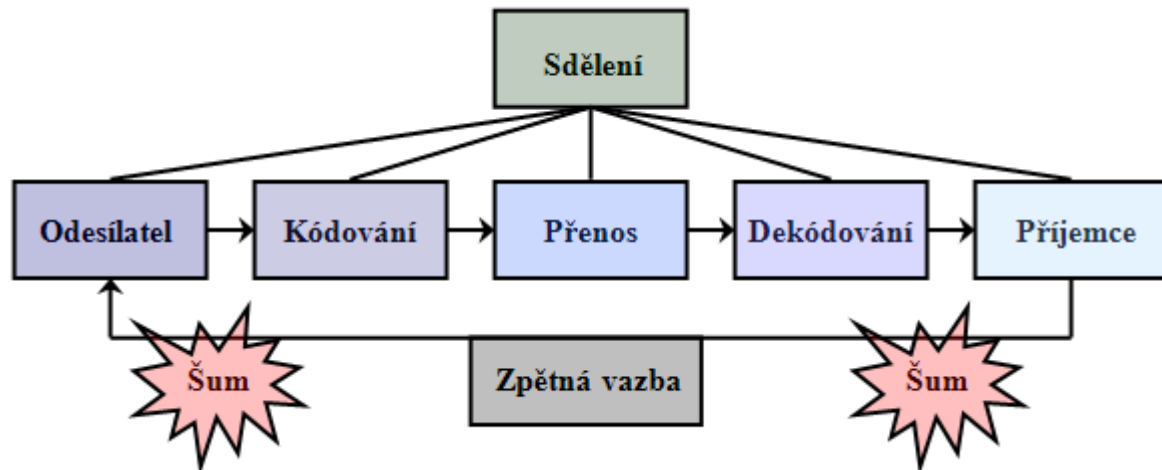 Sdělení
Odesílatel
Kódování
Přenos
Dekódování
Příjemce
Šum
Zpětná vazba
Šum